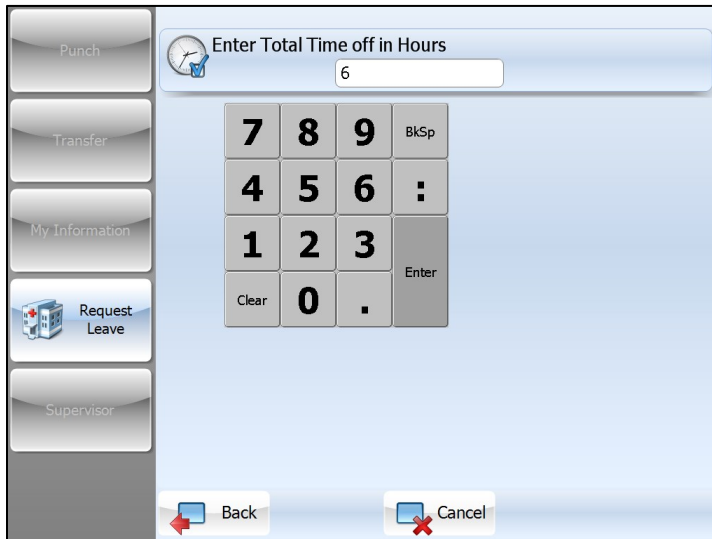 Punch
Transfer
My Information
Request
Leave
Supervisor
Enter Total Time off in Hours
6
7 8 9 BkSp
4 5 6 :
1 2 3
Enter
Clear 0 .
Back
Cancel